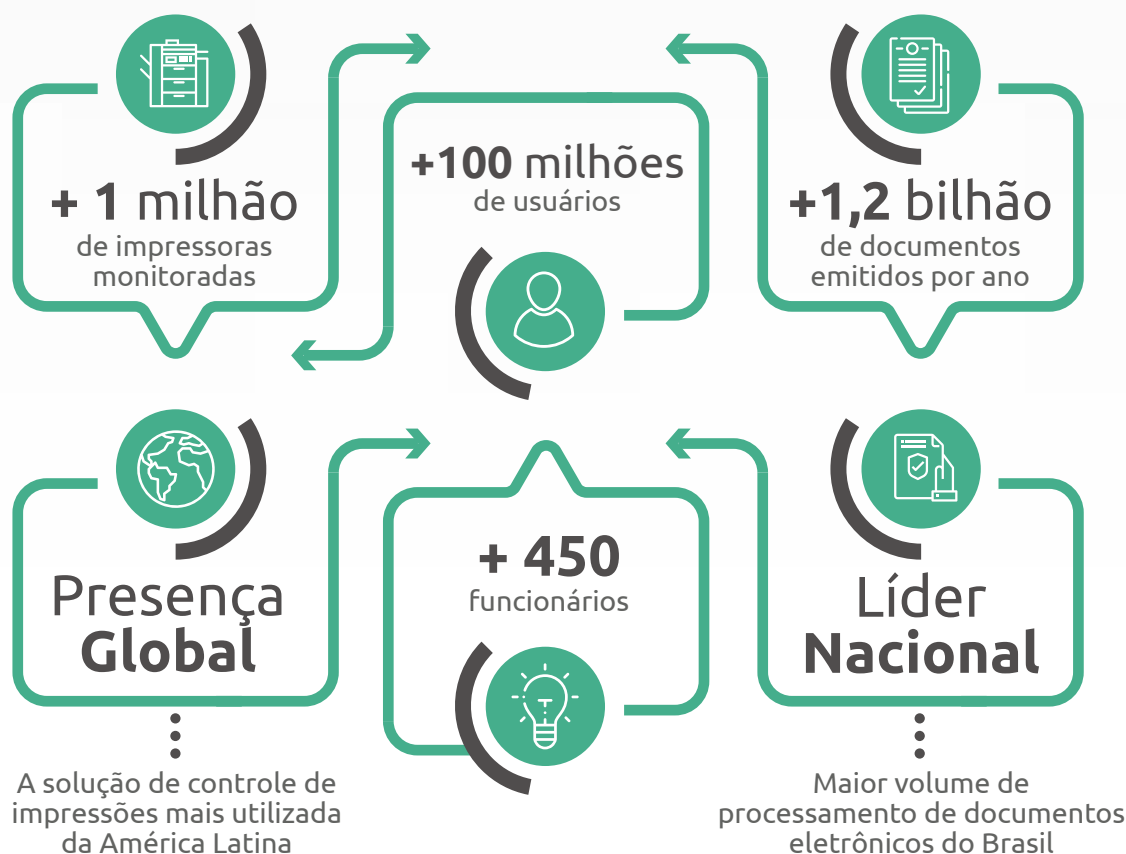 + 1 milhão
de impressoras
monitoradas
+100 milhões
de usuários
+1,2 bilhão
de documentos
emitidos por ano
Presença
Global
A solução de controle de
impressões mais utilizada
da América Latina
+ 450
funcionários
Líder
Nacional
Maior volume de
processamento de documentos
eletrônicos do Brasil